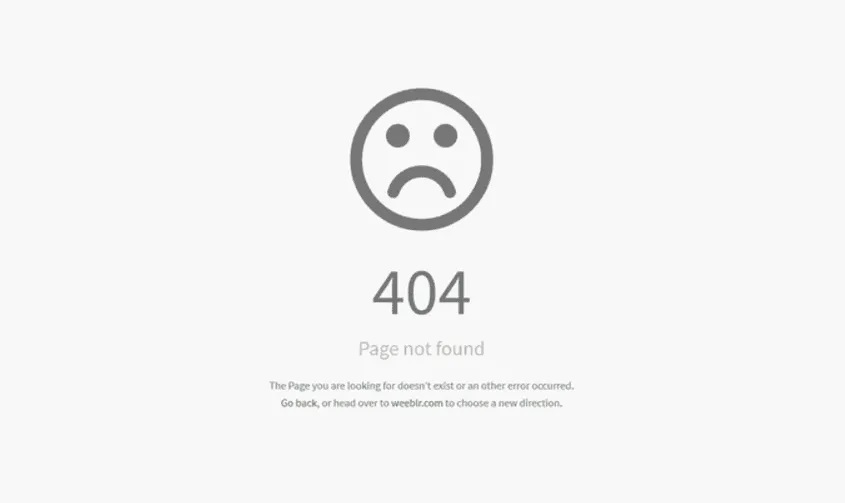 404
Page not found
The Page you are looking for doesn't exist or an other error occurred.
Go back, or head over to weeblr.com to choose a new direction.